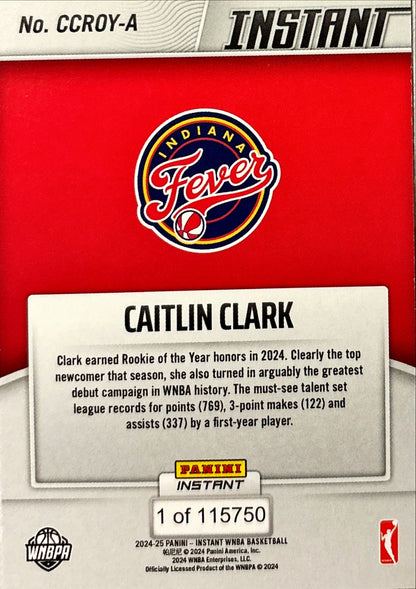 No. CCROY-A
INSTANT
INDIANA
Fever
CAITLIN CLARK
Clark earned Rookie of the Year honors in 2024. Clearly the top
newcomer that season, she also turned in arguably the greatest
debut campaign in WNBA history. The must-see talent set
league records for points (769), 3-point makes (122) and
assists (337) by a first-year player.
PANINI
INSTANT
1 of 115750
2024-25 PANINI – INSTANT WNBA BASKETBALL
帕尼尼 © 2024 Panini America, Inc.
2024 WNBA Enterprises, LLC.
Officially Licensed Product of the WNBPA © 2024
WNBPA